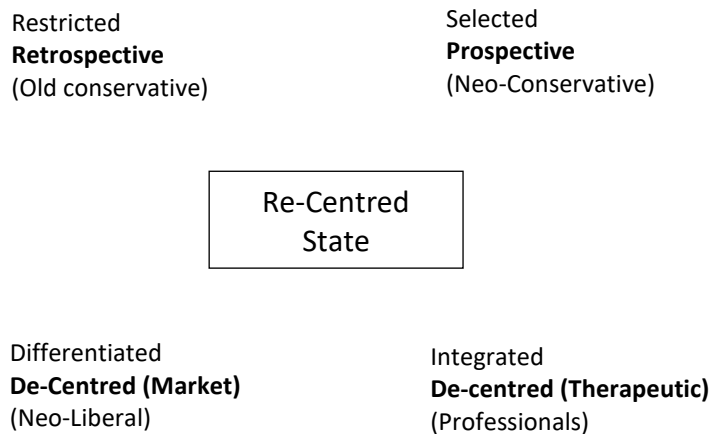 Restricted
Retrospective
(Old conservative)
Selected
Prospective
(Neo-Conservative)
Re-Centred
State
Differentiated
De-Centred (Market)
(Neo-Liberal)
Integrated
De-centred (Therapeutic)
(Professionals)